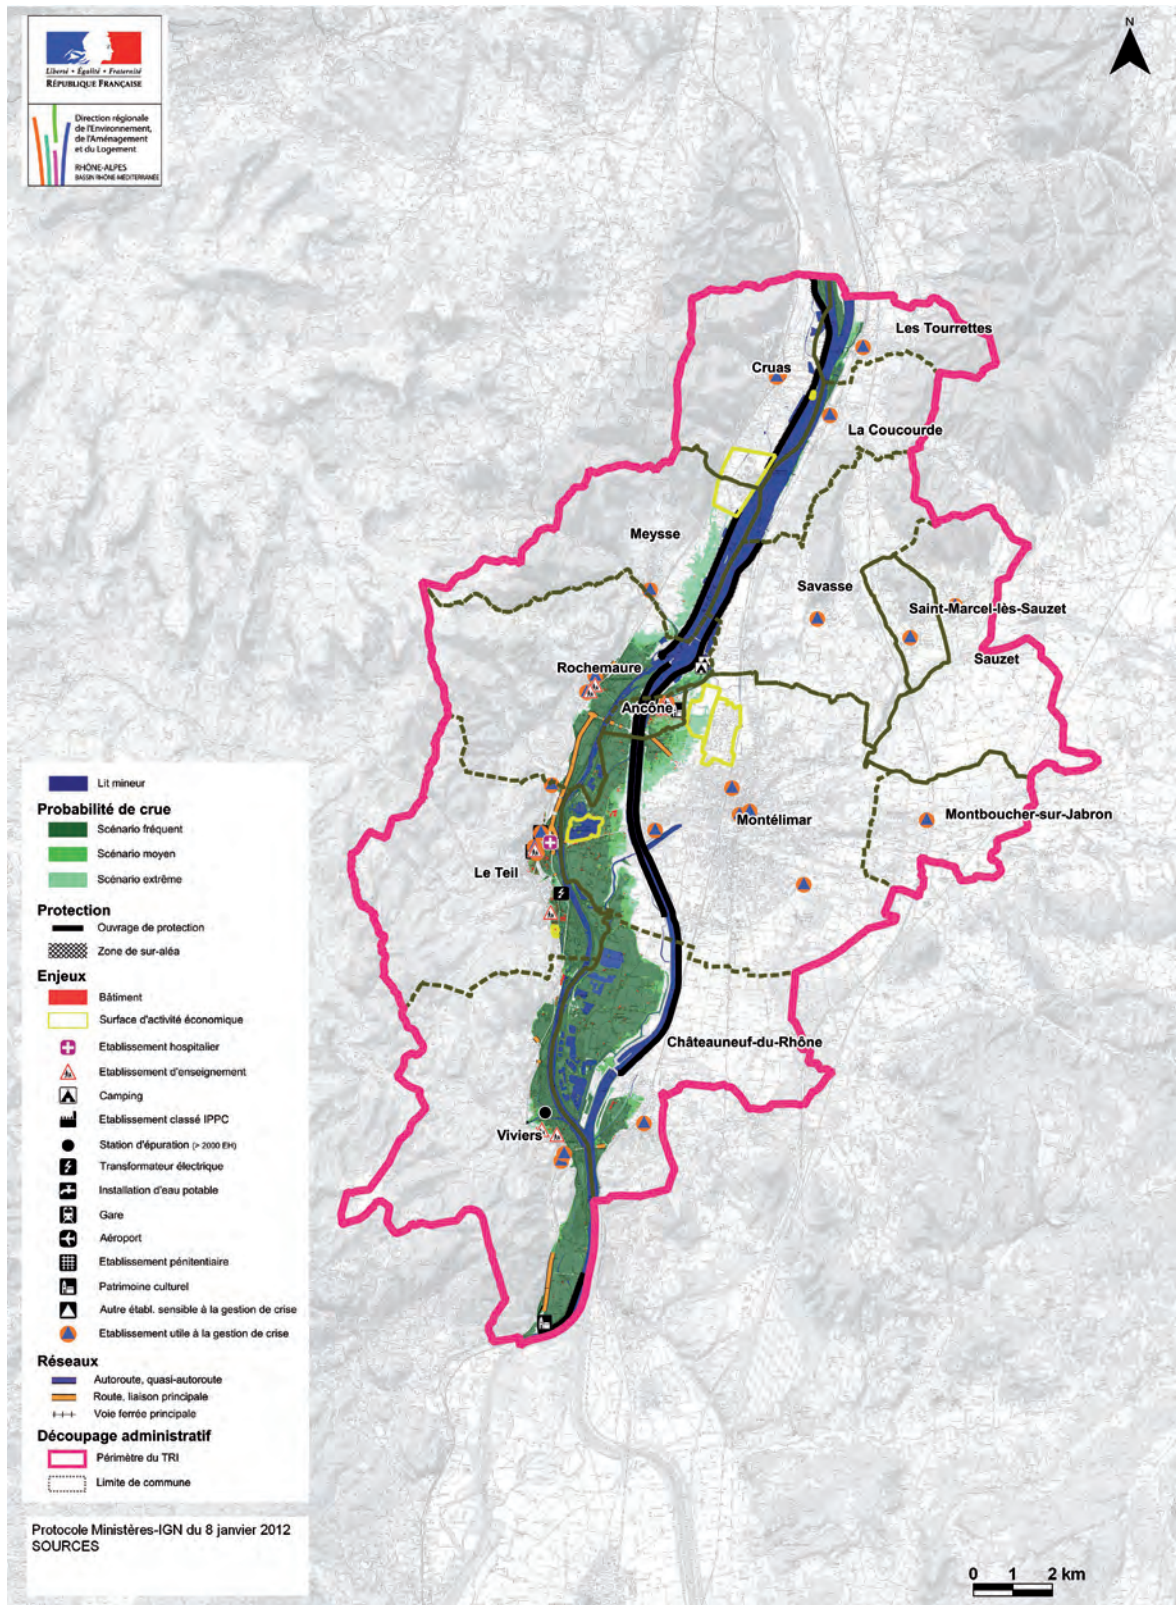 Liberté • Égalité • Fraternité
RÉPUBLIQUE FRANÇAISE
Direction régionale
de l'Environnement,
de l'Aménagement
et du Logement
RHÔNE-ALPES
BASSIN RHÔNE-MÉDITERRANÉE
N
Les Tourrettes
Cruas
La Coucourde
Meysse
Savasse
Saint-Marcel-lès-Sauzet
Sauzet
Rochemaure
Ancône
Montélimar
Montboucher-sur-Jabron
Le Teil
Châteauneuf-du-Rhône
Viviers
Lit mineur
Probabilité de crue
Scénario fréquent
Scénario moyen
Scénario extrême
Protection
Ouvrage de protection
Zone de sur-aléa
Enjeux
Bâtiment
Surface d'activité économique
Etablissement hospitalier
Etablissement d'enseignement
Camping
Etablissement classé IPPC
Station d'épuration (> 2000 EH)
Transformateur électrique
Installation d'eau potable
Gare
Aéroport
Etablissement pénitentiaire
Patrimoine culturel
Autre établ. sensible à la gestion de crise
Etablissement utile à la gestion de crise
Réseaux
Autoroute, quasi-autoroute
Route, liaison principale
Voie ferrée principale
Découpage administratif
Périmètre du TRI
Limite de commune
Protocole Ministères-IGN du 8 janvier 2012
SOURCES
0 1 2 km